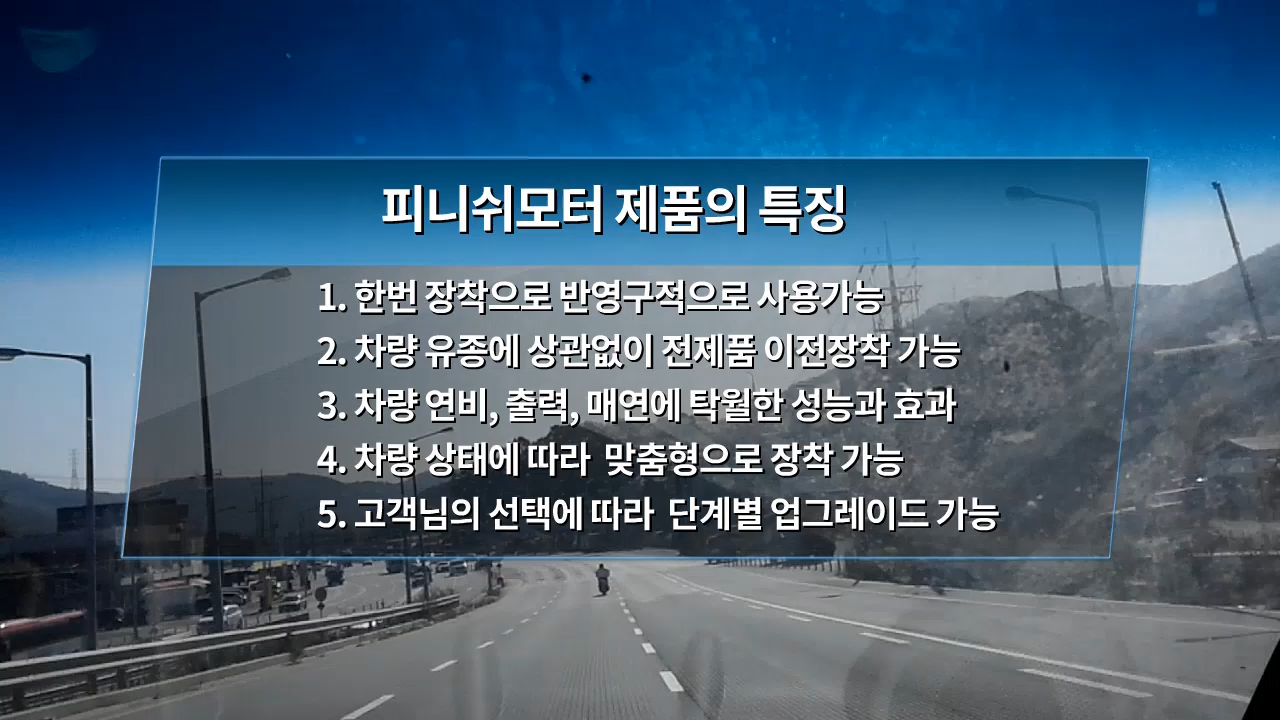 피니쉬모터 제품의 특징
1. 한번 장착으로 반영구적으로 사용가능
2. 차량 유종에 상관없이 전제품 이전장착 가능
3. 차량 연비, 출력, 매연에 탁월한 성능과 효과
4. 차량 상태에 따라 맞춤형으로 장착 가능
5. 고객님의 선택에 따라 단계별 업그레이드 가능